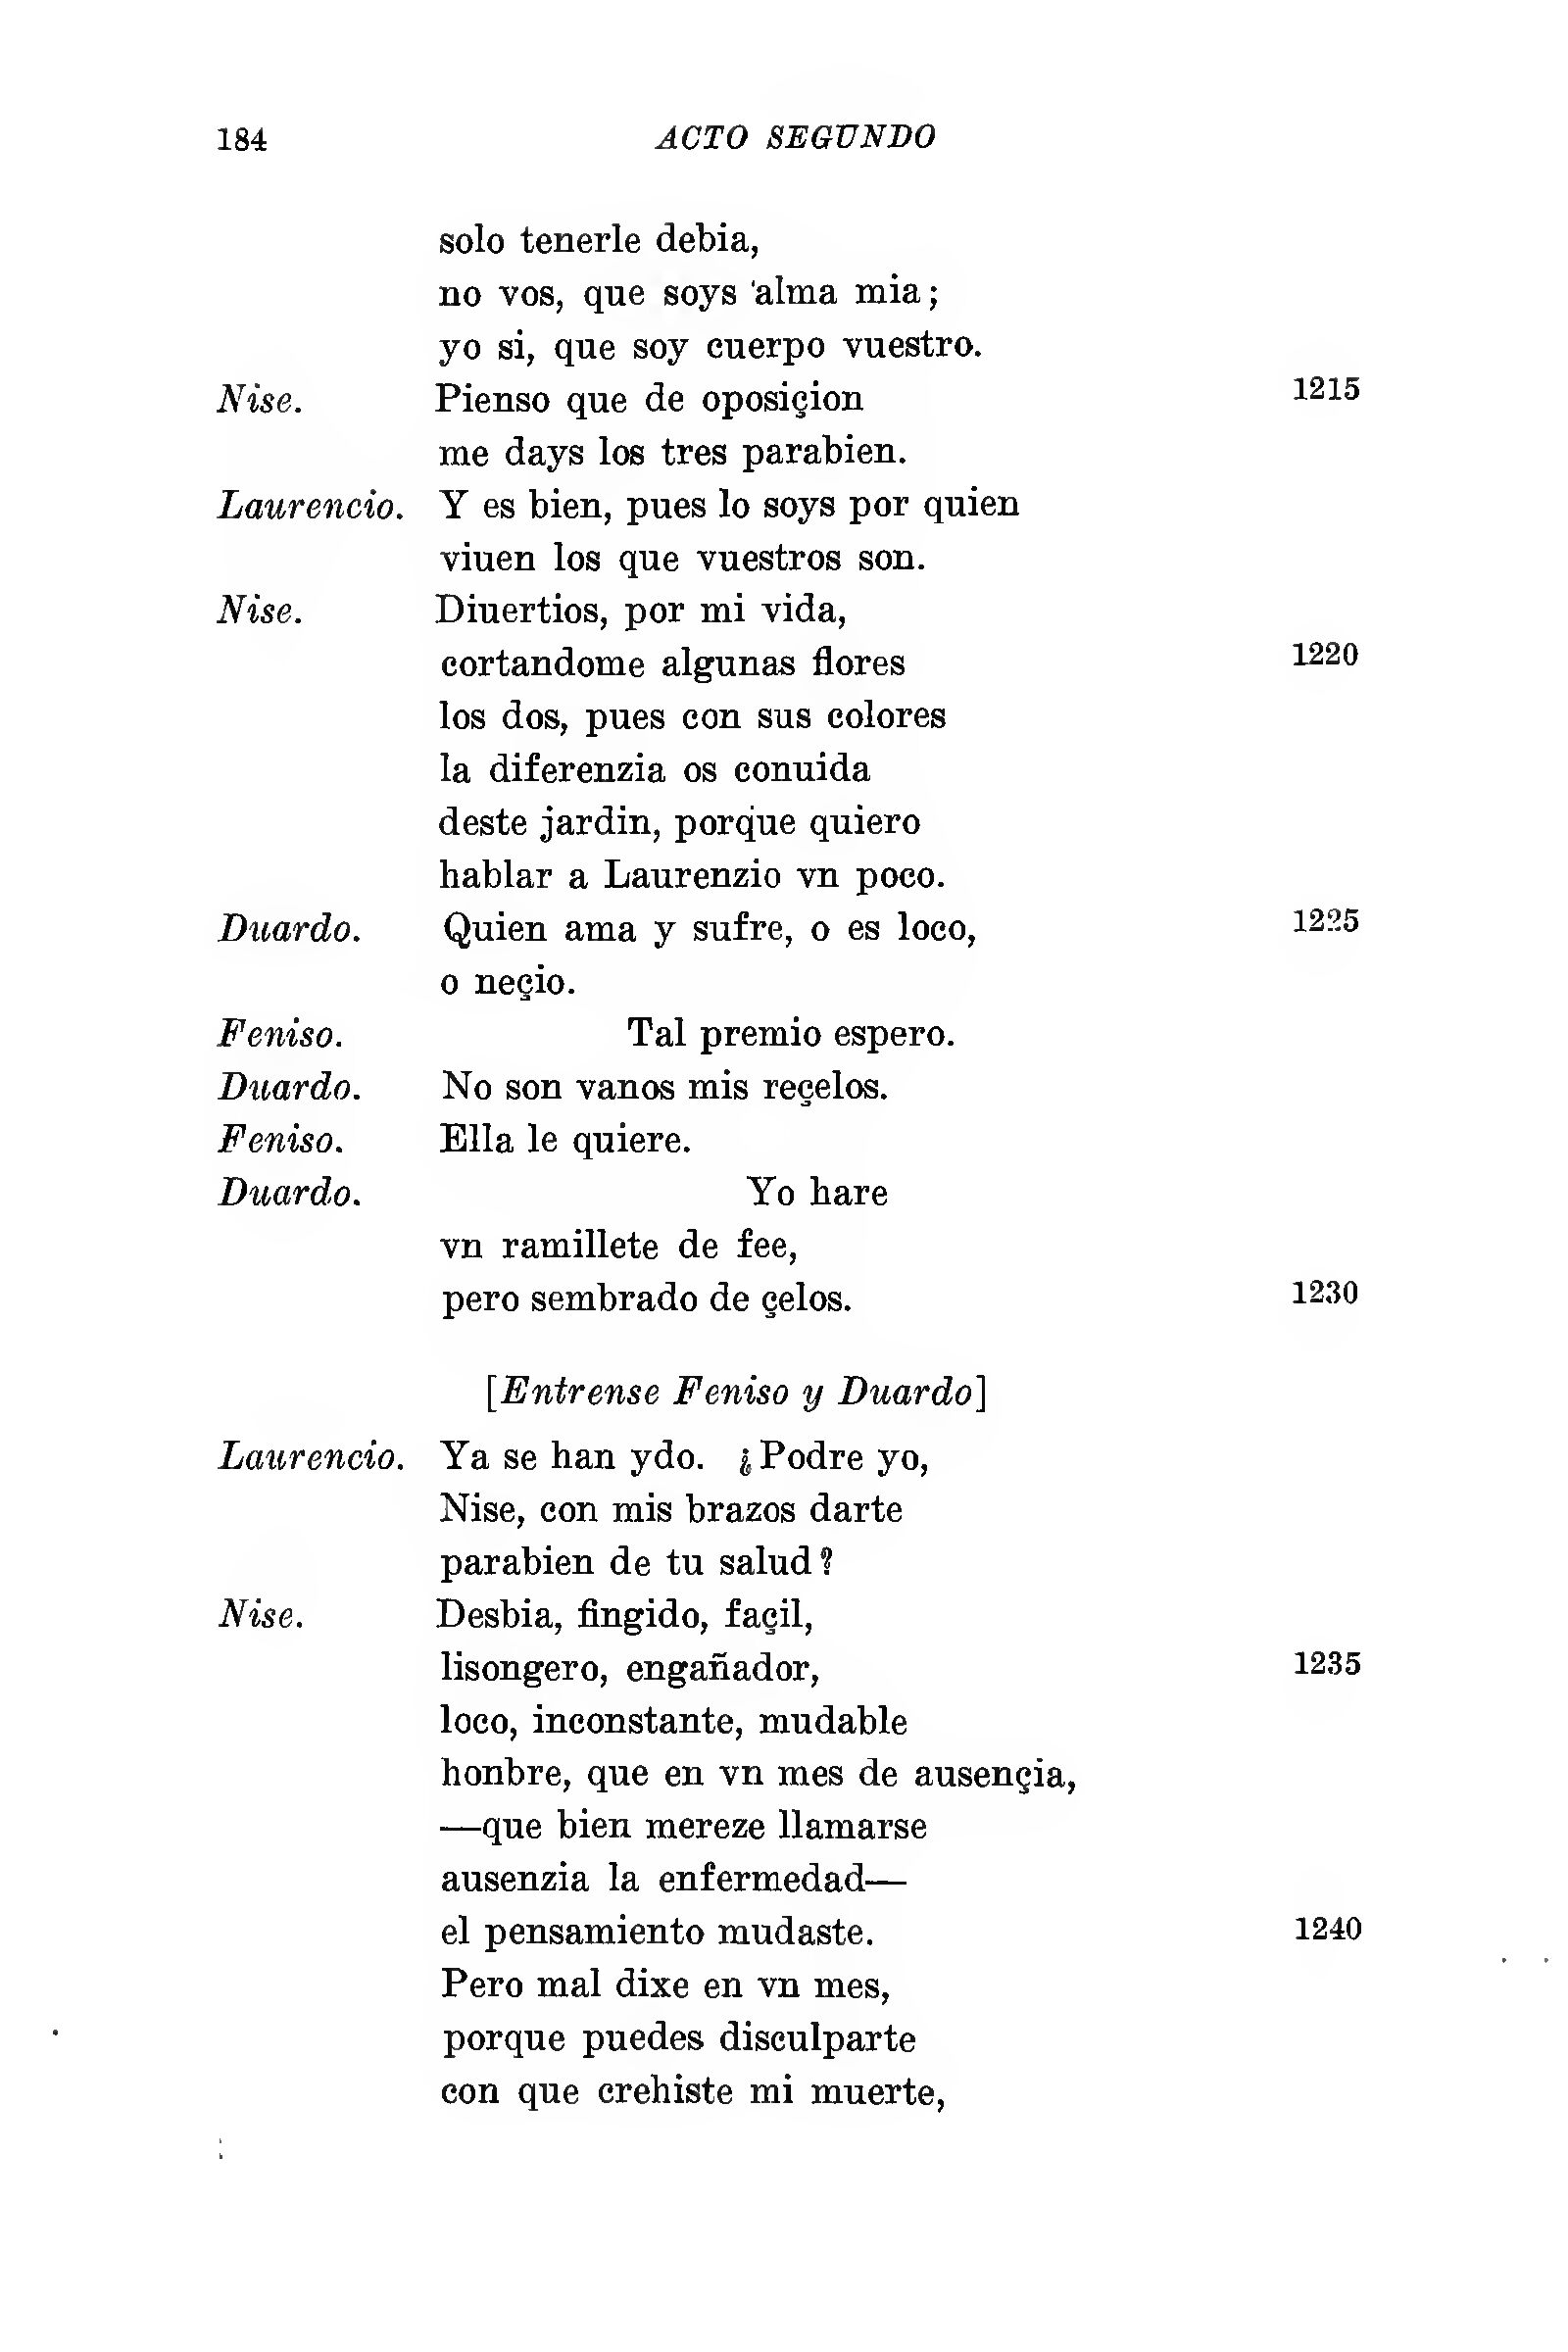 184 ACTO SEGUNDO
solo tenerle debia,
no vos, que soys 'alma mia;
yo si, que soy cuerpo vuestro.
Nise. Pienso que de oposiçion 1215
me days los tres parabien.
Laurencio. Y es bien, pues lo soys por quien
viuen los que vuestros son.
Nise. Diuertios, por mi vida,
cortandome algunas flores 1220
los dos, pues con sus colores
la diferenzia os conuida
deste jardin, porque quiero
hablar a Laurenzio vn poco.
Duardo. Quien ama y sufre, o es loco, 1225
o neçio.
Feniso. Tal premio espero.
Duardo. No son vanos mis reçelos.
Feniso. Ella le quiere.
Duardo. Yo hare
vn ramillete de fee,
pero sembrado de çelos. 1230
[Entrense Feniso y Duardo]
Laurencio. Ya se han ydo. ¿Podre yo,
Nise, con mis brazos darte
parabien de tu salud?
Nise. Desbia, fingido, façil,
lisongero, engañador, 1235
loco, inconstante, mudable
honbre, que en vn mes de ausençia,
—que bien mereze llamarse
ausenzia la enfermedad—
el pensamiento mudaste. 1240
Pero mal dixe en vn mes,
porque puedes disculparte
con que crehiste mi muerte,